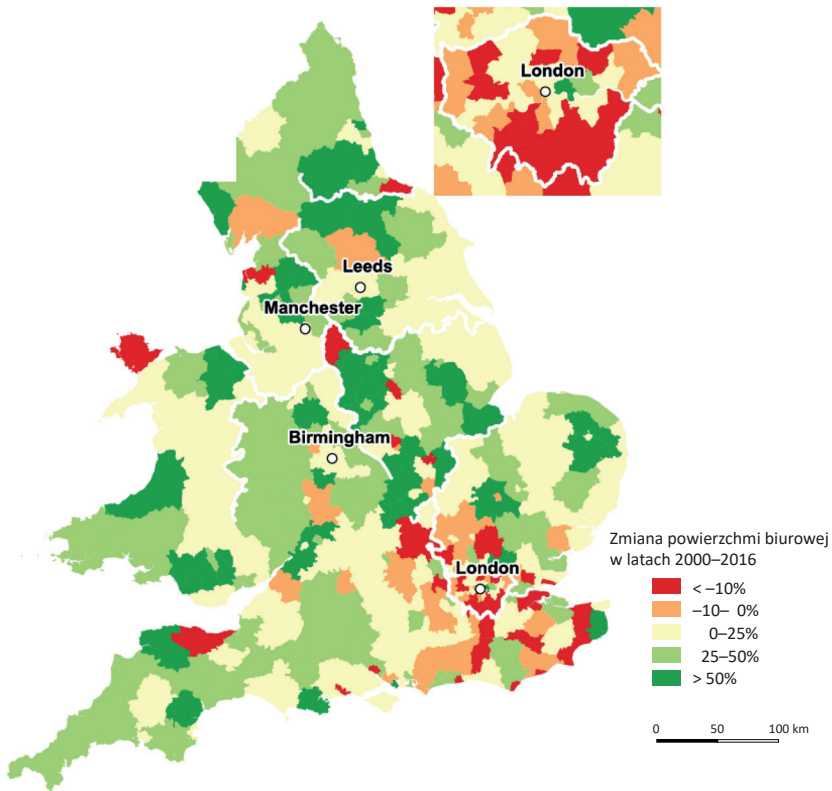 London
Leeds
Manchester
Birmingham
London
Zmiana powierzchmi biurowej
w latach 2000–2016
< –10%
–10– 0%
0–25%
25–50%
> 50%
0 50 100 km